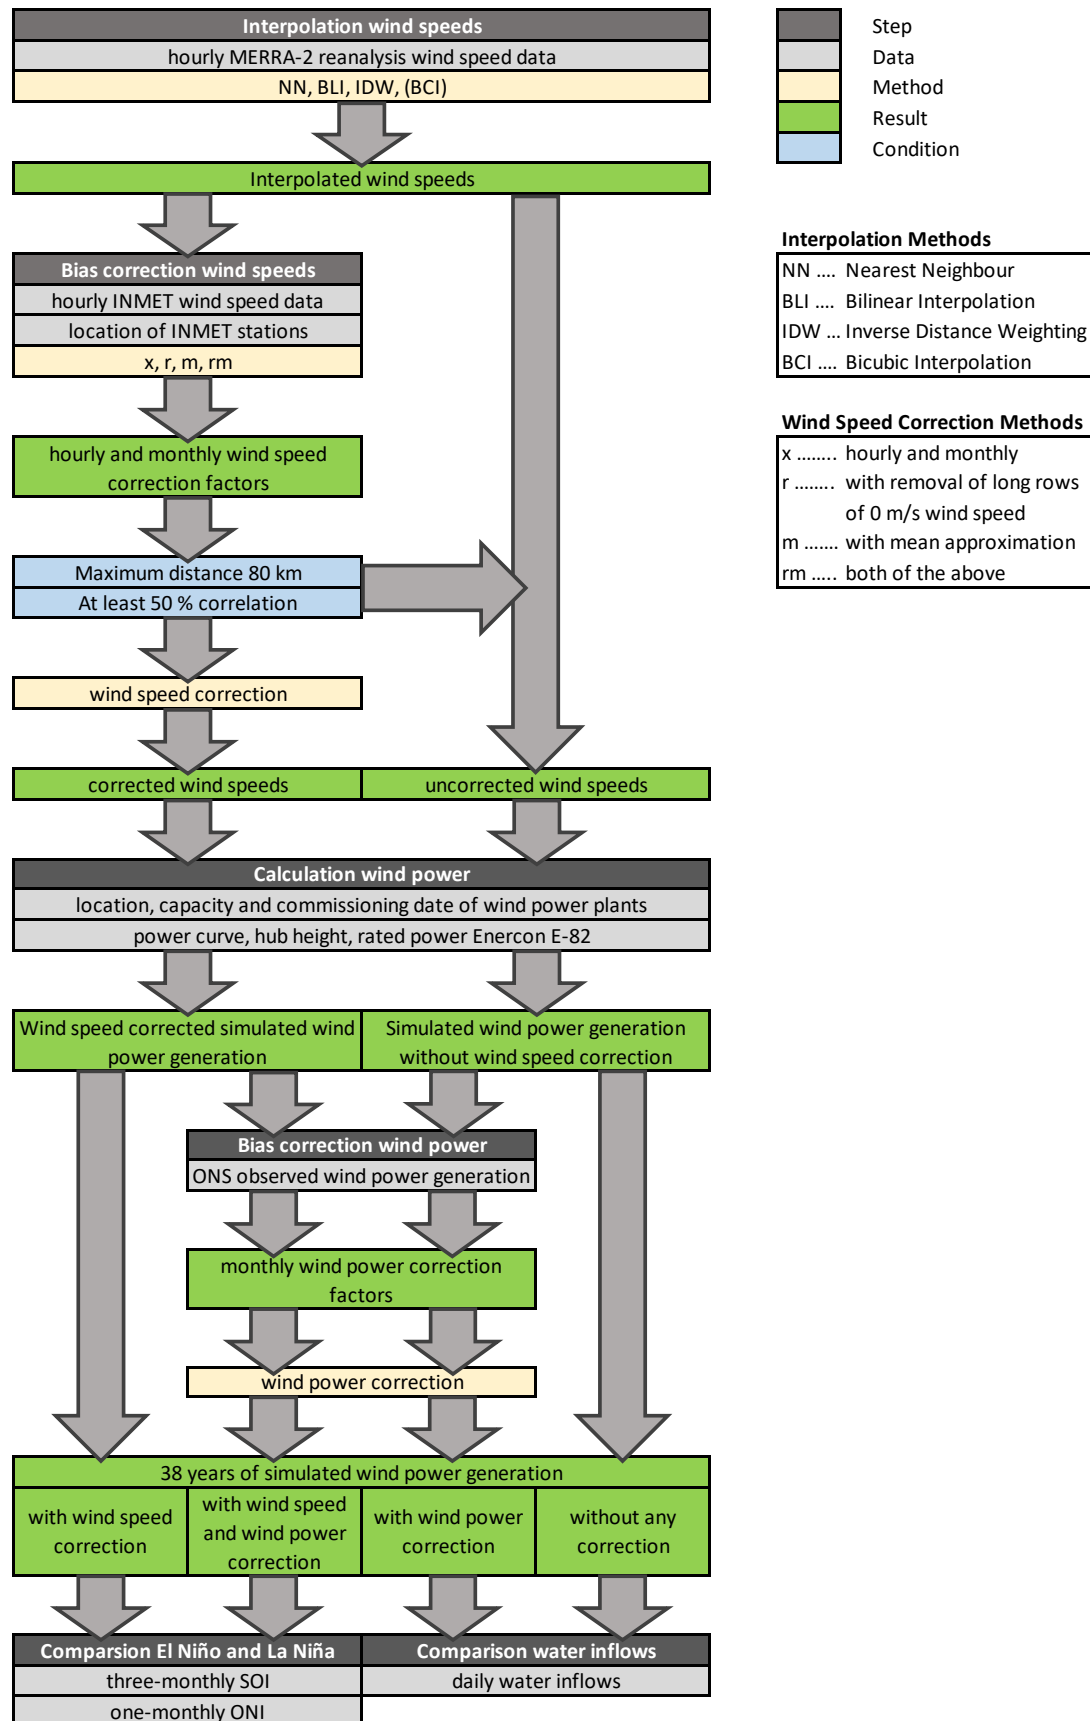 Interpolation wind speeds
hourly MERRA-2 reanalysis wind speed data
NN, BLI, IDW, (BCI)
Interpolated wind speeds
Bias correction wind speeds
hourly INMET wind speed data
location of INMET stations
x, r, m, rm
hourly and monthly wind speed
correction factors
Maximum distance 80 km
At least 50 % correlation
wind speed correction
corrected wind speeds
uncorrected wind speeds
Calculation wind power
location, capacity and commissioning date of wind power plants
power curve, hub height, rated power Enercon E-82
Wind speed corrected simulated wind
power generation
Simulated wind power generation
without wind speed correction
Bias correction wind power
ONS observed wind power generation
monthly wind power correction
factors
wind power correction
38 years of simulated wind power generation
with wind speed
correction
with wind speed
and wind power
correction
with wind power
correction
without any
correction
Comparsion El Niño and La Niña
three-monthly SOI
one-monthly ONI
Comparison water inflows
daily water inflows
Step
Data
Method
Result
Condition
Interpolation Methods
NN .... Nearest Neighbour
BLI .... Bilinear Interpolation
IDW ... Inverse Distance Weighting
BCI .... Bicubic Interpolation
Wind Speed Correction Methods
x ........ hourly and monthly
r ........ with removal of long rows
of 0 m/s wind speed
m ....... with mean approximation
rm ..... both of the above